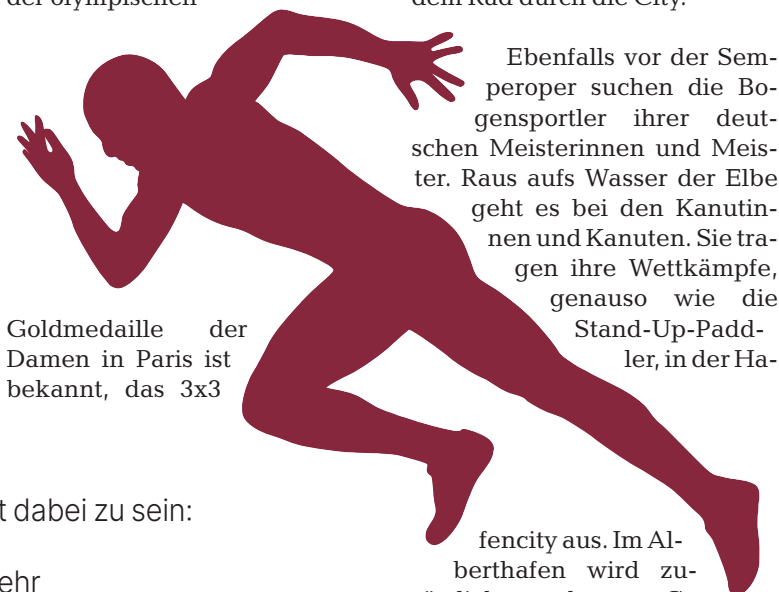 der olympischen
Goldmedaille der
Damen in Paris ist
bekannt, das 3x3
t dabei zu sein:
ehr
dem Rad durch die City.
Ebenfalls vor der Sem-
peroper suchen die Bo-
gensportler ihrer deut-
schen Meisterinnen und Meis-
ter. Raus aufs Wasser der Elbe
geht es bei den Kanutin-
nen und Kanuten. Sie tra-
gen ihre Wettkämpfe,
genauso wie die
Stand-Up-Padd-
ler, in der Ha-
fencity aus. Im Al-
berthafen wird zu-